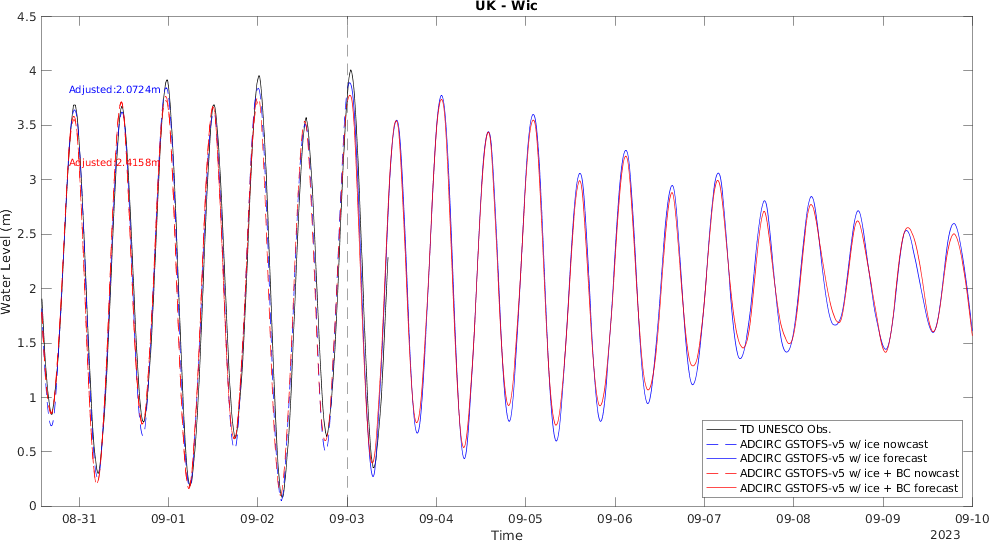 UK - Wic
4.5
4
3.5
3
2.5
2
1.5
1
0.5
0
Water Level (m)
Adjusted:2.0724m
Adjusted:2.4158m
TD UNESCO Obs.
ADCIRC GSTOFS-v5 w/ ice nowcast
ADCIRC GSTOFS-v5 w/ ice forecast
ADCIRC GSTOFS-v5 w/ ice + BC nowcast
ADCIRC GSTOFS-v5 w/ ice + BC forecast
08-31 09-01 09-02 09-03 09-04 09-05 09-06 09-07 09-08 09-09 09-10
Time
2023